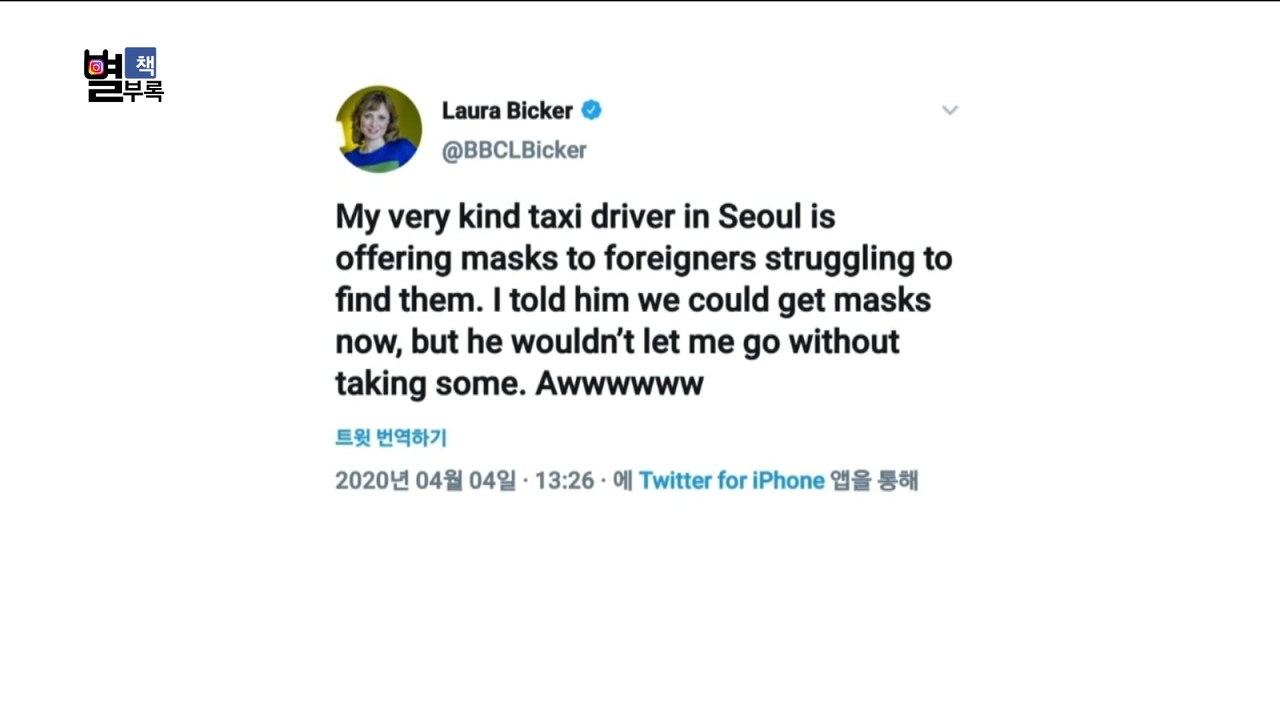 별책
부록
Laura Bicker
@BBCLBicker
My very kind taxi driver in Seoul is
offering masks to foreigners struggling to
find them. I told him we could get masks
now, but he wouldn’t let me go without
taking some. Awwwwww
트윗 번역하기
2020년 04월 04일 · 13:26 · 에 Twitter for iPhone 앱을 통해